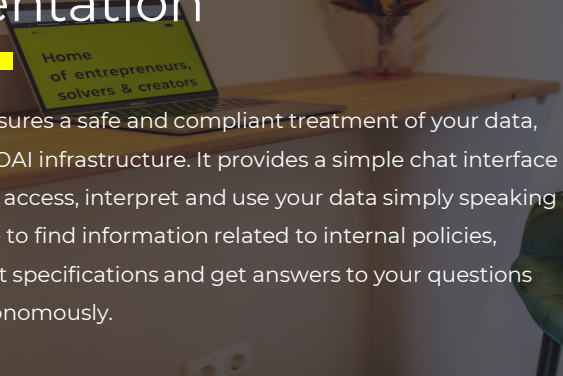 entation
Home
of entrepreneurs,
solvers & creators
sures a safe and compliant treatment of your data,
OAI infrastructure. It provides a simple chat interface
access, interpret and use your data simply speaking
to find information related to internal policies,
t specifications and get answers to your questions
onomously.